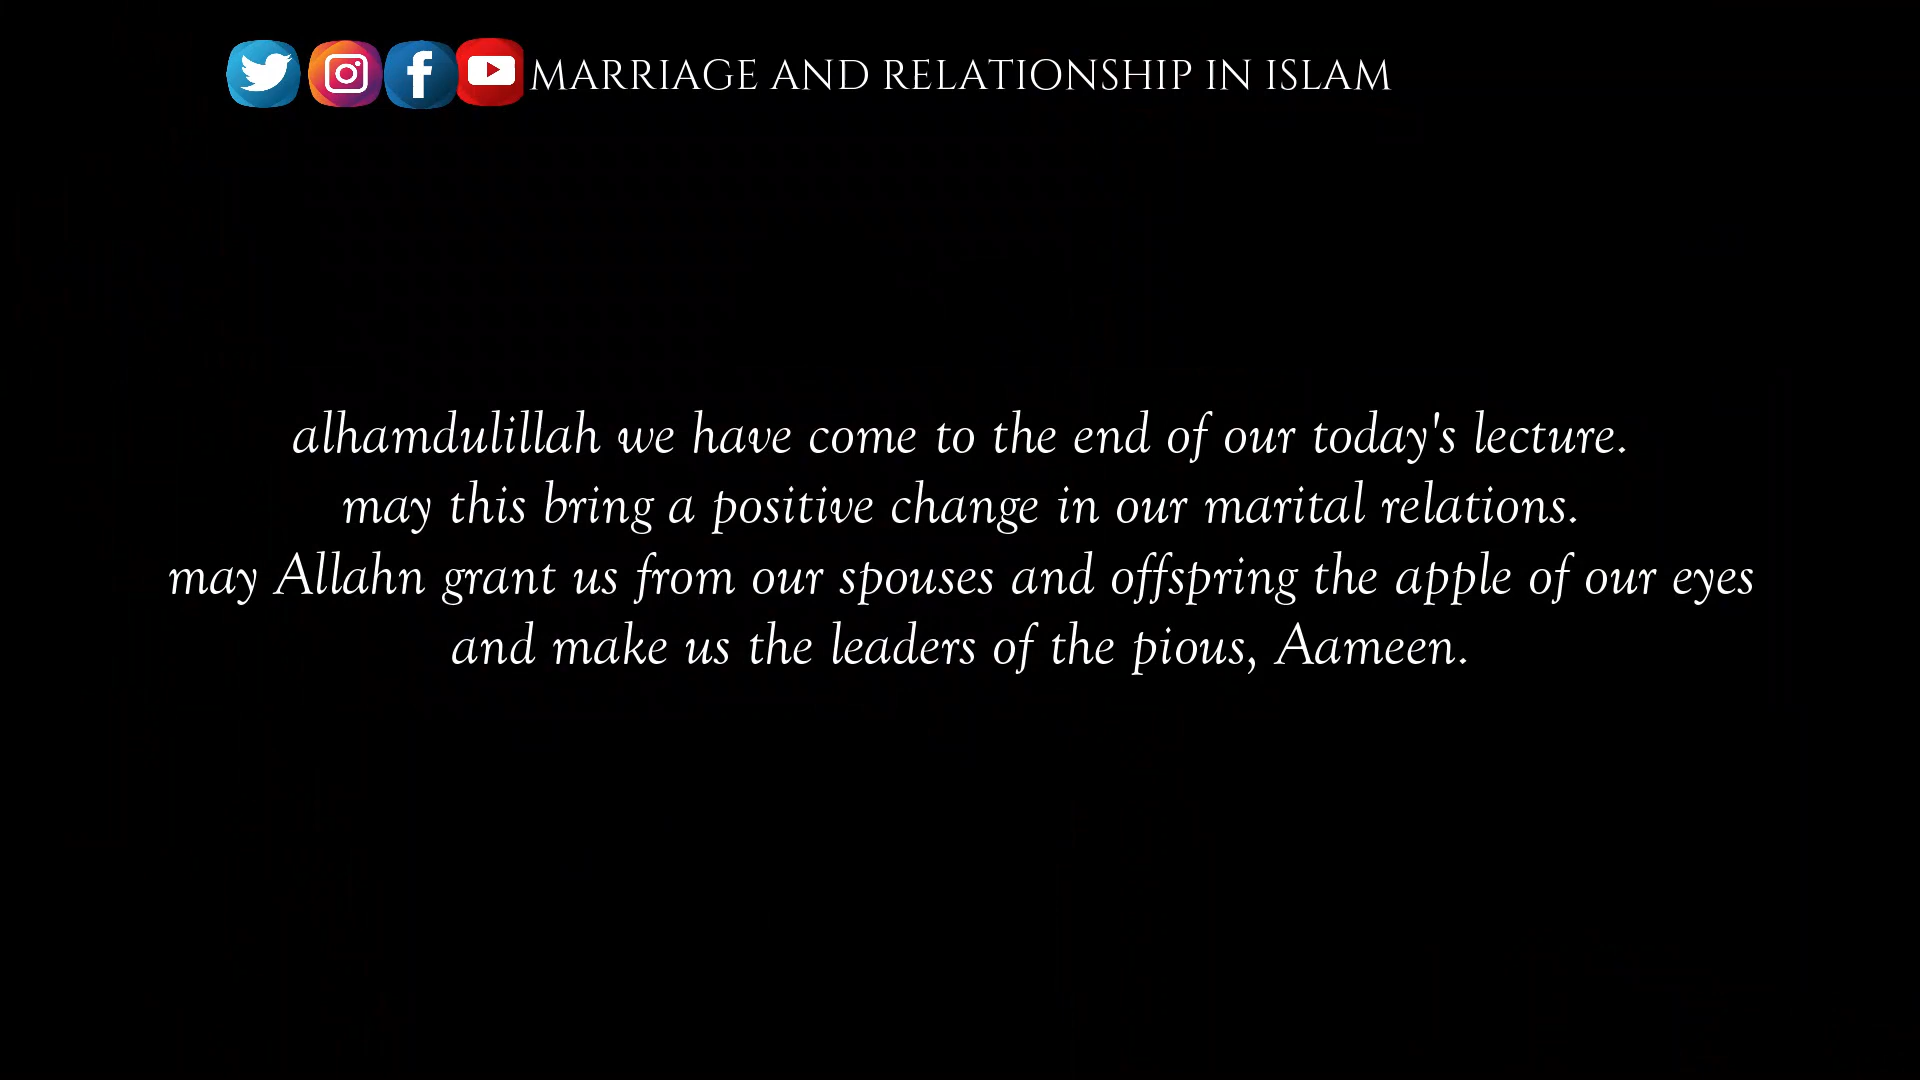 MARRIAGE AND RELATIONSHIP IN ISLAM
alhamdulillah we have come to the end of our today's lecture.
may this bring a positive change in our marital relations.
may Allahn grant us from our spouses and offspring the apple of our eyes
and make us the leaders of the pious, Aameen.